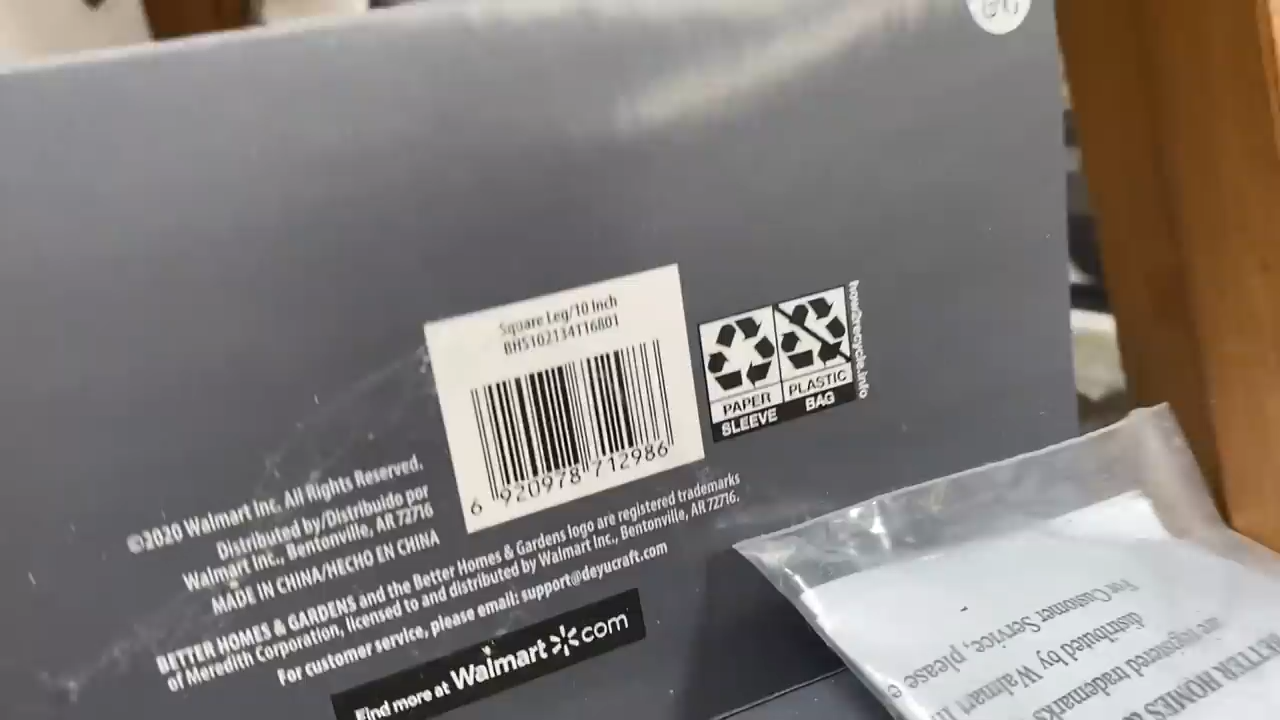 Square Leg/10 Inch
BHS102134116801
6 920978 712986
PAPER
SLEEVE
PLASTIC
BAG
how2recycle.info
©2020 Walmart Inc. All Rights Reserved.
Distributed by/Distribuido por
Walmart Inc., Bentonville, AR 72716
MADE IN CHINA/HECHO EN CHINA
BETTER HOMES & GARDENS and the Better Homes & Gardens logo are registered trademarks
of Meredith Corporation, licensed to and distributed by Walmart Inc., Bentonville, AR 72716.
For customer service, please email: support@deyucraft.com
Find more at Walmart.com
BETTER HOMES
are registered trademarks
distributed by Walmart In
For Customer Service, please e